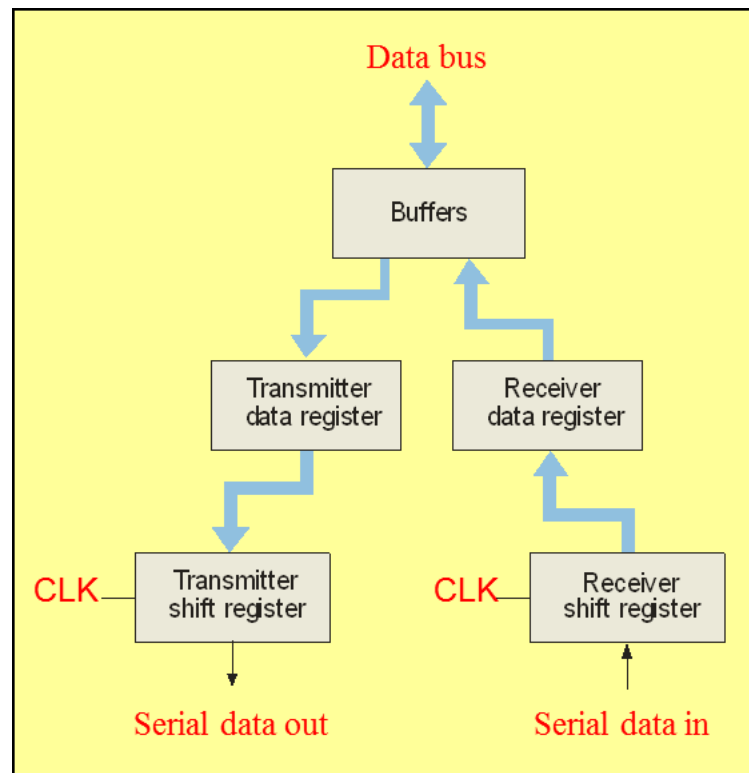 Data bus
Buffers
Transmitter
data register
Receiver
data register
CLK
Transmitter
shift register
CLK
Receiver
shift register
Serial data out
Serial data in